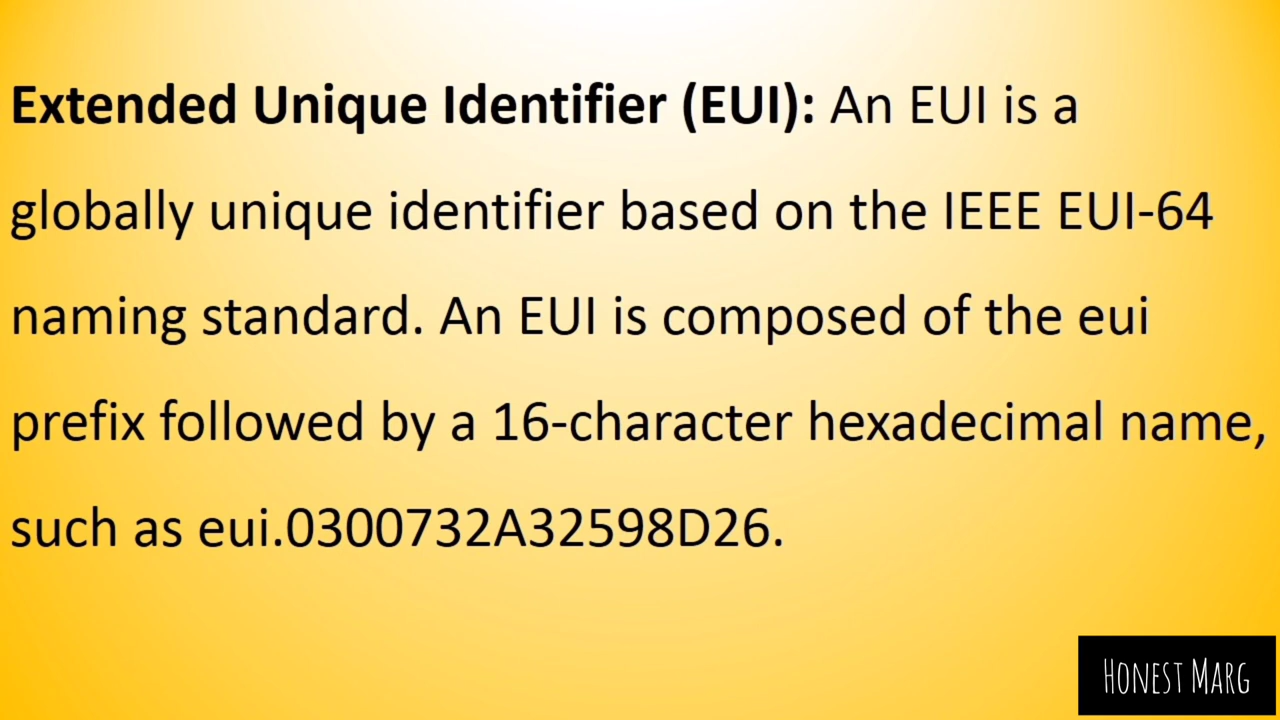 Extended Unique Identifier (EUI): An EUI is a
globally unique identifier based on the IEEE EUI-64
naming standard. An EUI is composed of the eui
prefix followed by a 16-character hexadecimal name,
such as eui.0300732A32598D26.
HONEST MARG